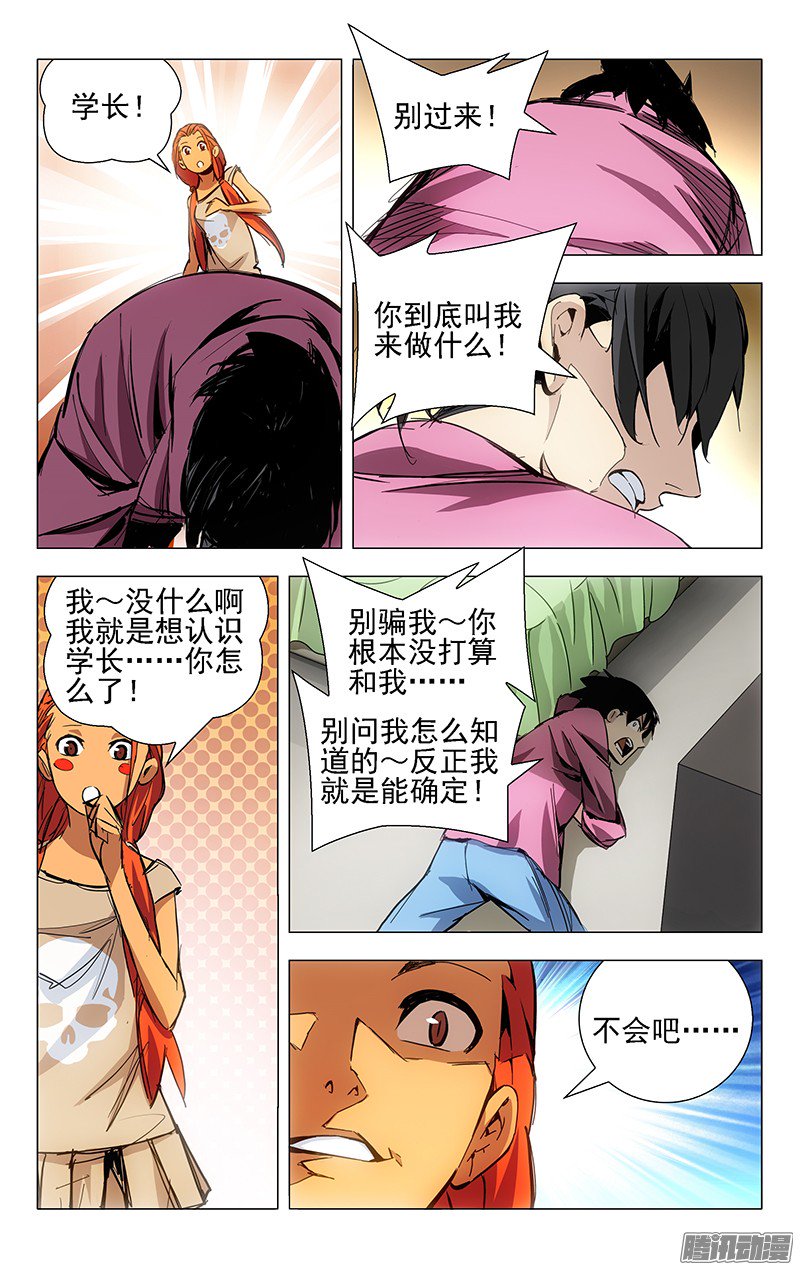 学长！
别过来！
你到底叫我
来做什么！
我～没什么啊
我就是想认识
学长……你怎
么了！
别骗我～你
根本没打算
和我……
别问我怎么知
道的～反正我
就是能确定！
不会吧……
腾讯动漫